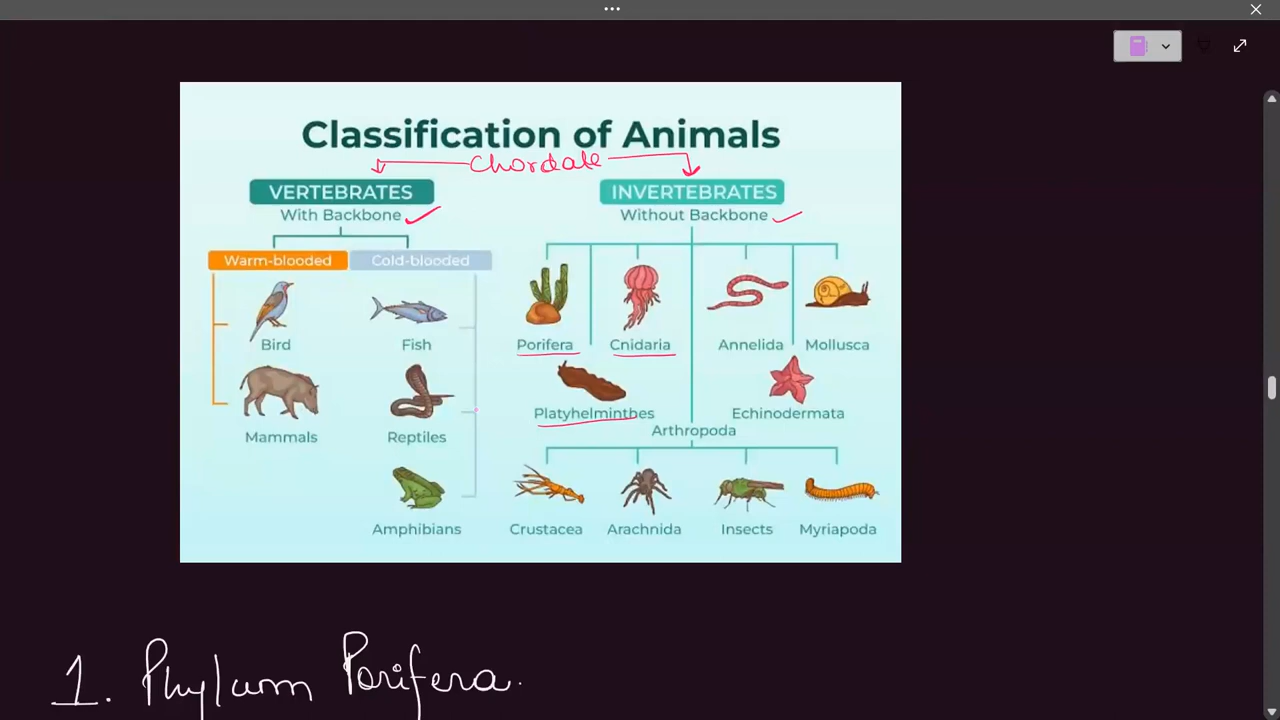 Classification of Animals
Chordate
VERTEBRATES INVERTEBRATES
With Backbone Without Backbone
Warm-blooded Cold-blooded
Bird Fish Porifera Cnidaria Annelida Mollusca
Platyhelminthes Echinodermata
Arthropoda
Mammals Reptiles
Amphibians Crustacea Arachnida Insects Myriapoda
1. Phylum Porifera.